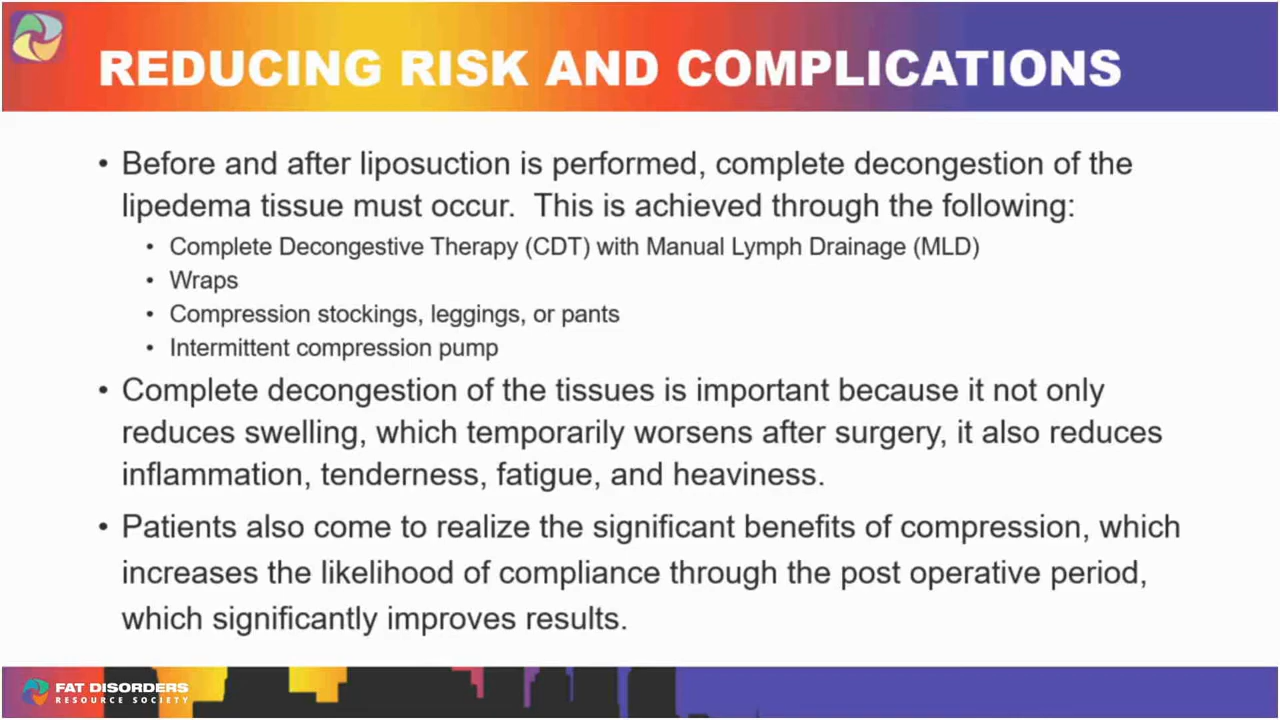 REDUCING RISK AND COMPLICATIONS
• Before and after liposuction is performed, complete decongestion of the
lipedema tissue must occur.  This is achieved through the following:
• Complete Decongestive Therapy (CDT) with Manual Lymph Drainage (MLD)
• Wraps
• Compression stockings, leggings, or pants
• Intermittent compression pump
• Complete decongestion of the tissues is important because it not only
reduces swelling, which temporarily worsens after surgery, it also reduces
inflammation, tenderness, fatigue, and heaviness.
• Patients also come to realize the significant benefits of compression, which
increases the likelihood of compliance through the post operative period,
which significantly improves results.
FAT DISORDERS
RESOURCE SOCIETY